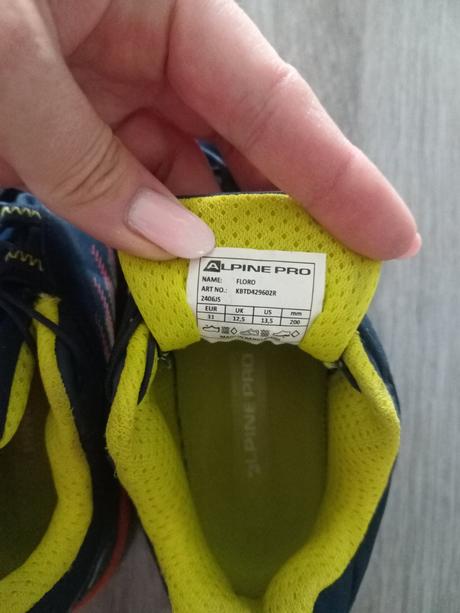 ALPINE PRO
NAME: FLORO
ART NO.: KBTD429602R
2406J5
EUR UK US mm
31 12,5 13,5 200
ALPINE PRO